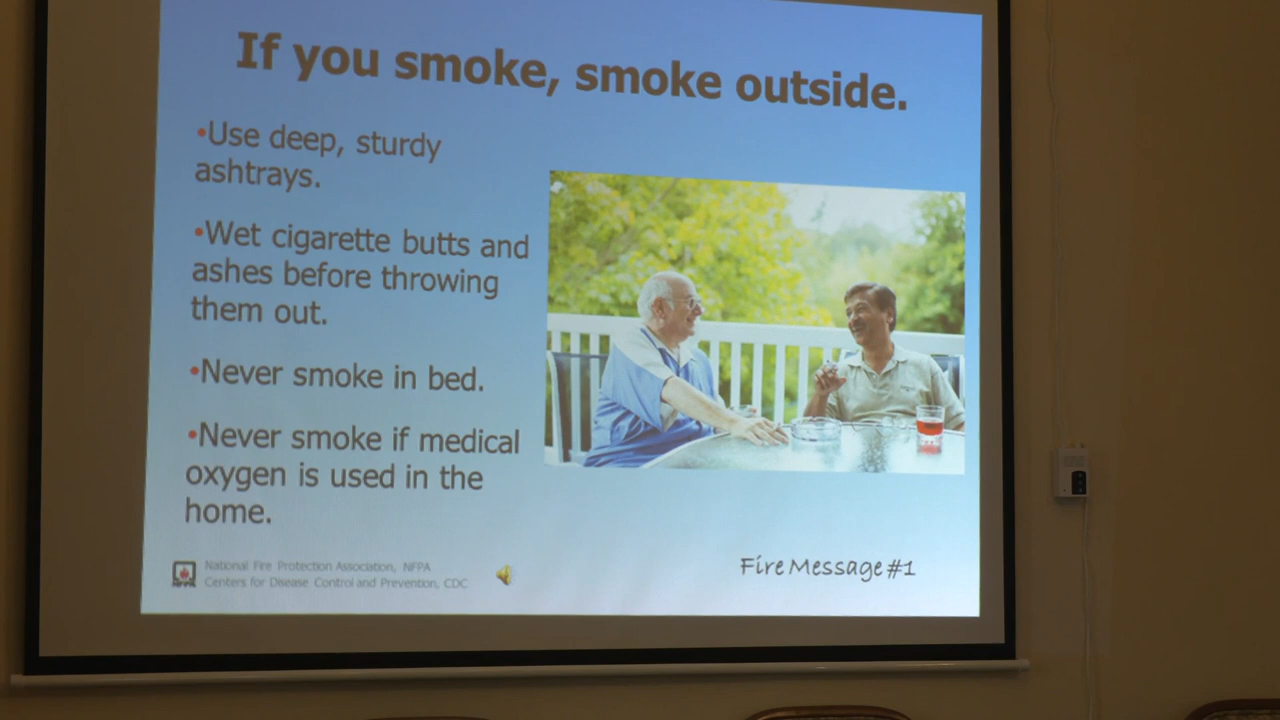 If you smoke, smoke outside.
•Use deep, sturdy
ashtrays.
•Wet cigarette butts and
ashes before throwing
them out.
•Never smoke in bed.
•Never smoke if medical
oxygen is used in the
home.
NFPA
National Fire Protection Association, NFPA
Centers for Disease Control and Prevention, CDC
Fire Message #1